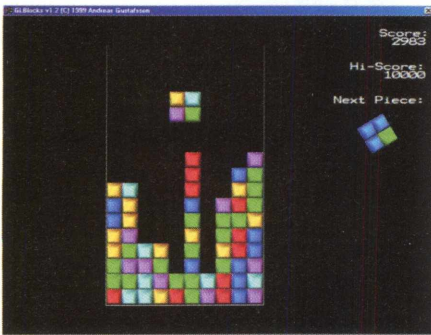 GLBlocks v1.2 (C) 1999 Andreas Gustafsson
Score:
2983
Hi-Score:
10000
Next Piece: